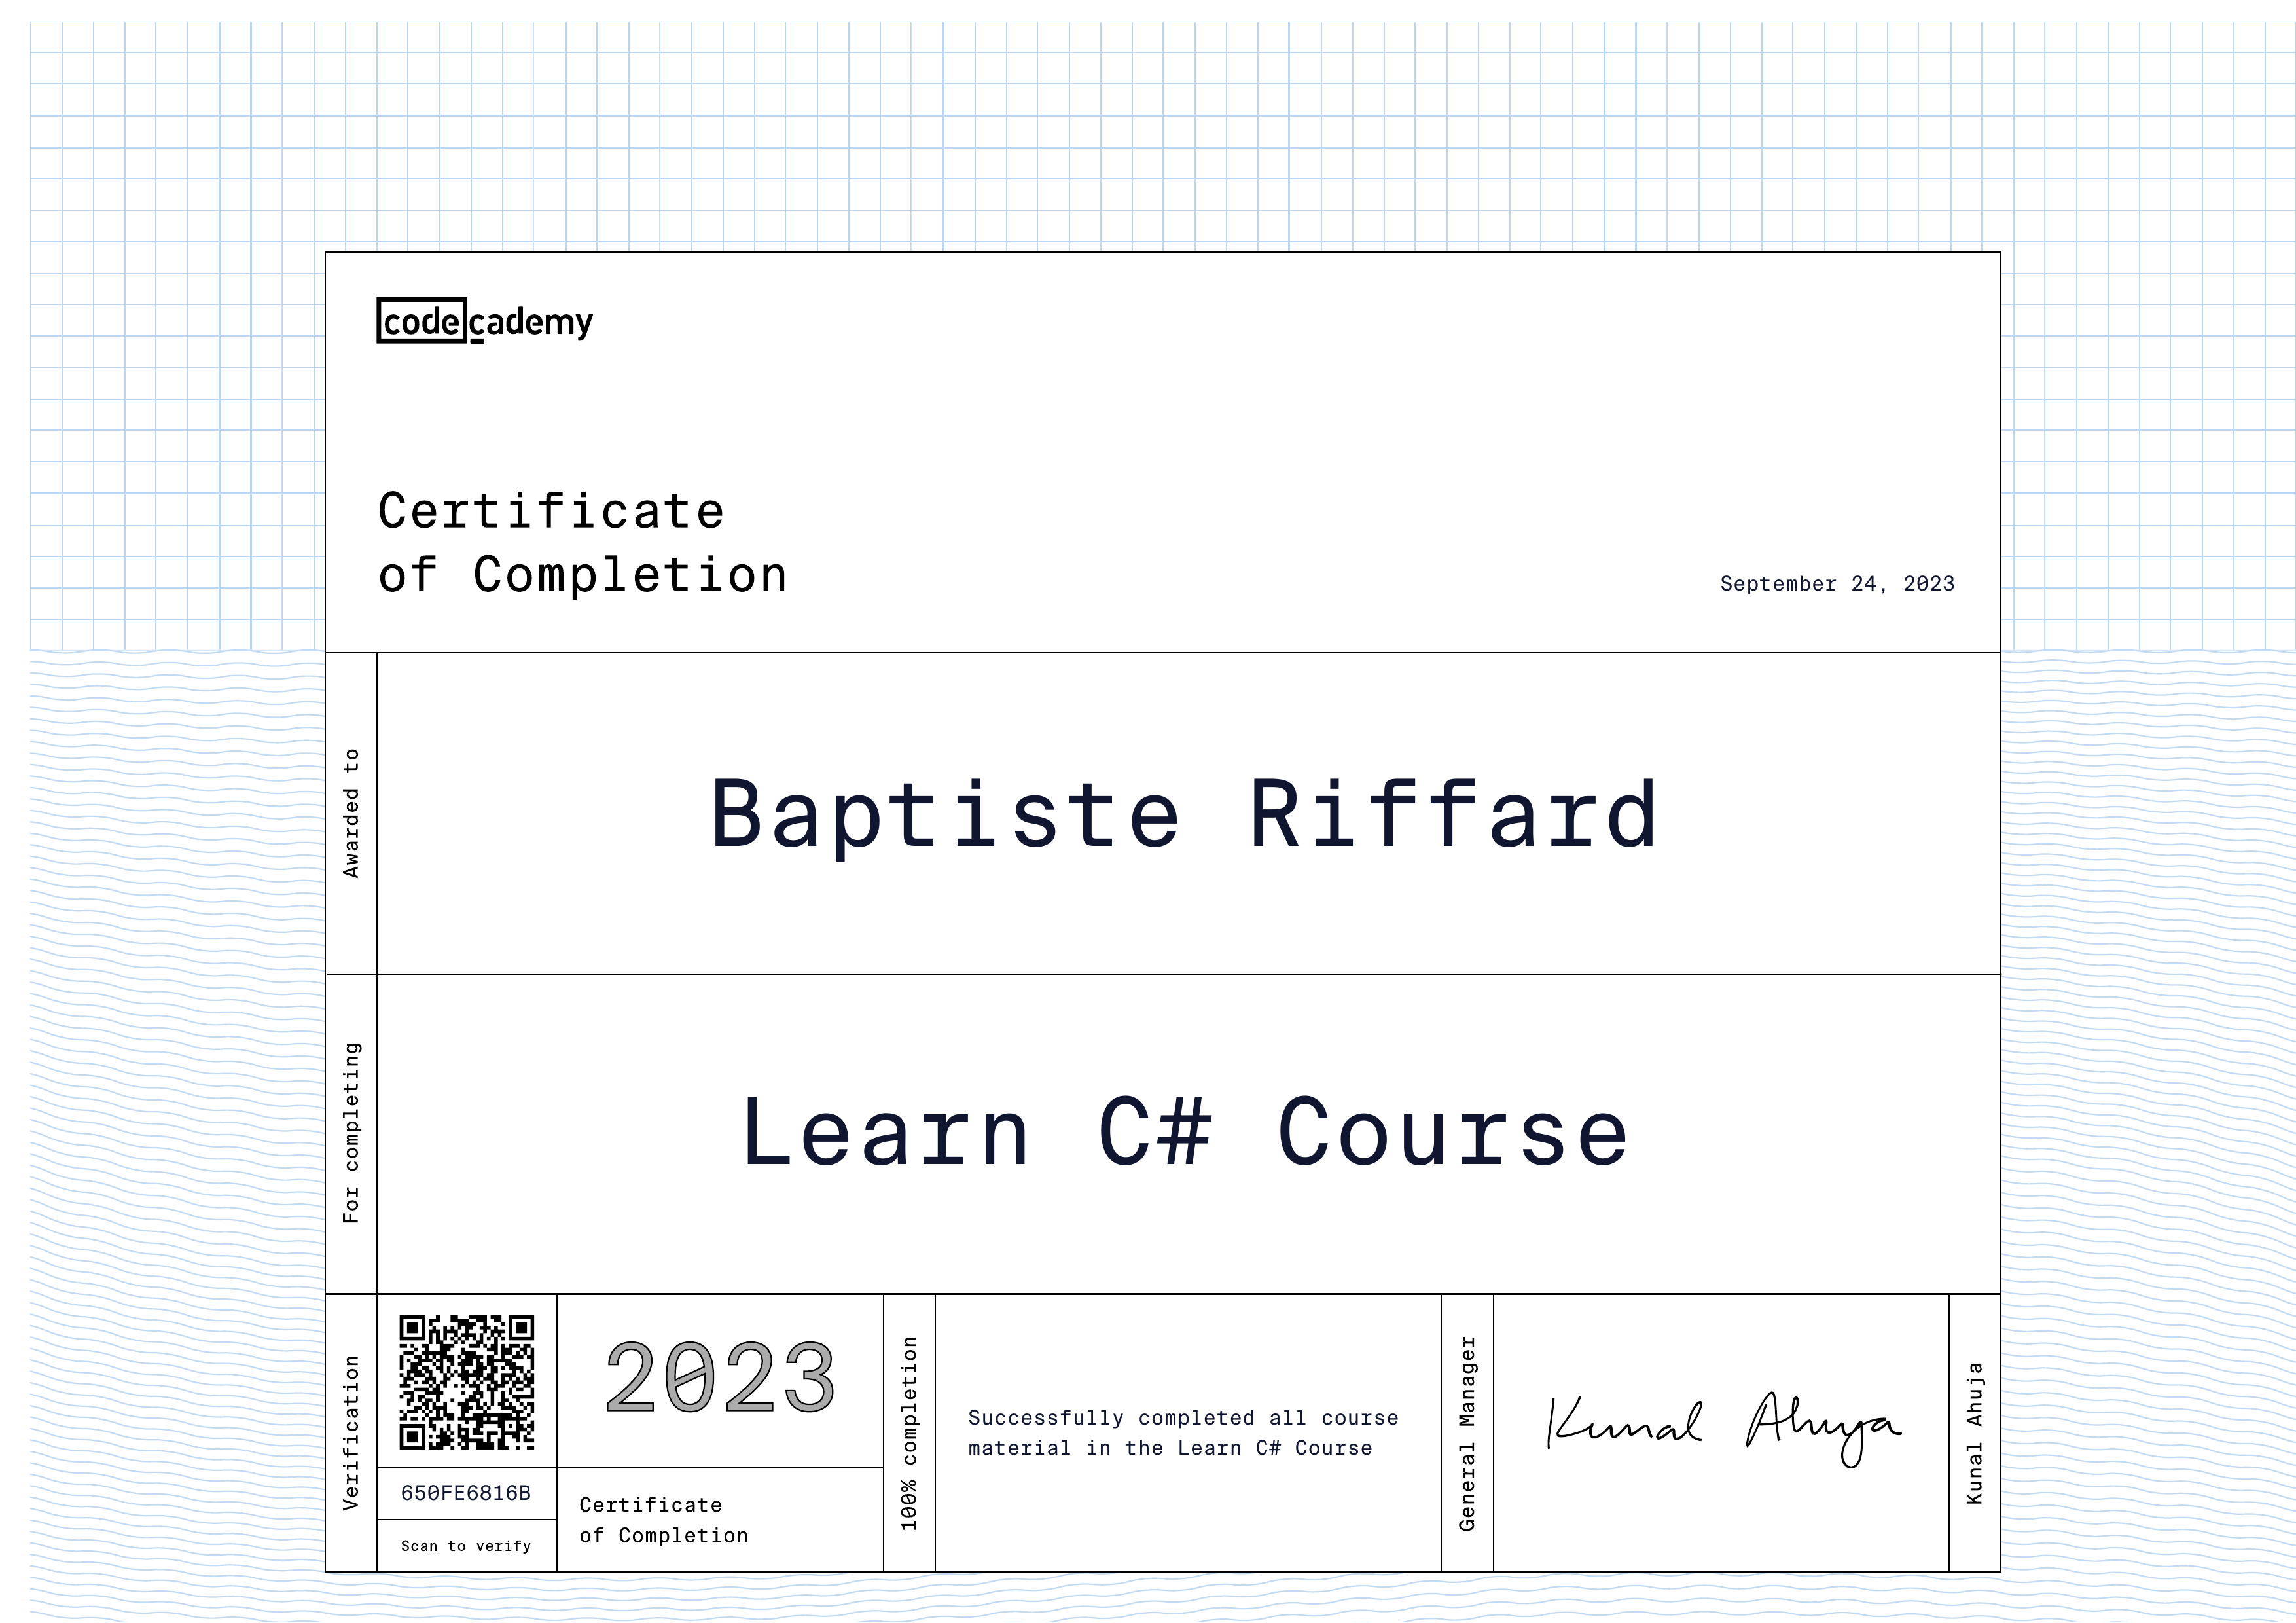 codecademy
Certificate
of Completion
September 24, 2023
Awarded to
Baptiste Riffard
For completing
Learn C# Course
Verification
650FE6816B
Scan to verify
2023
Certificate
of Completion
100% completion
Successfully completed all course
material in the Learn C# Course
General Manager
Kunal Ahuja
Kunal Ahuja